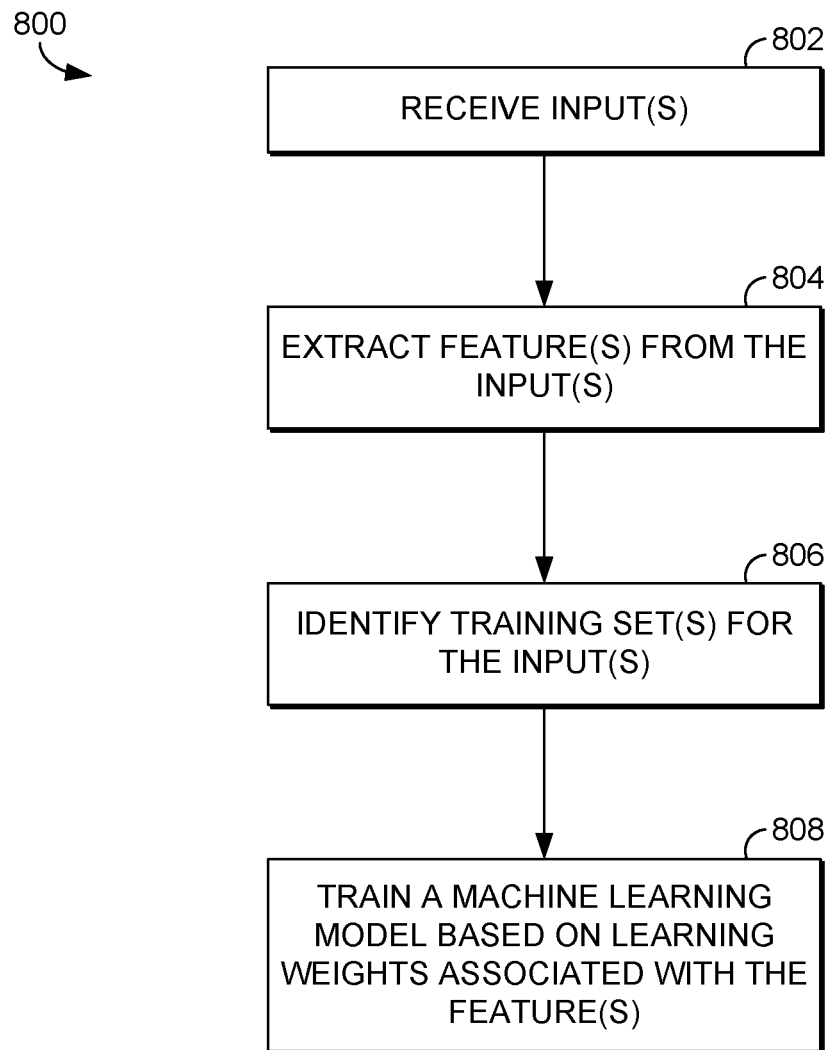 800
802
RECEIVE INPUT(S)
804
EXTRACT FEATURE(S) FROM THE
INPUT(S)
806
IDENTIFY TRAINING SET(S) FOR
THE INPUT(S)
808
TRAIN A MACHINE LEARNING
MODEL BASED ON LEARNING
WEIGHTS ASSOCIATED WITH THE
FEATURE(S)